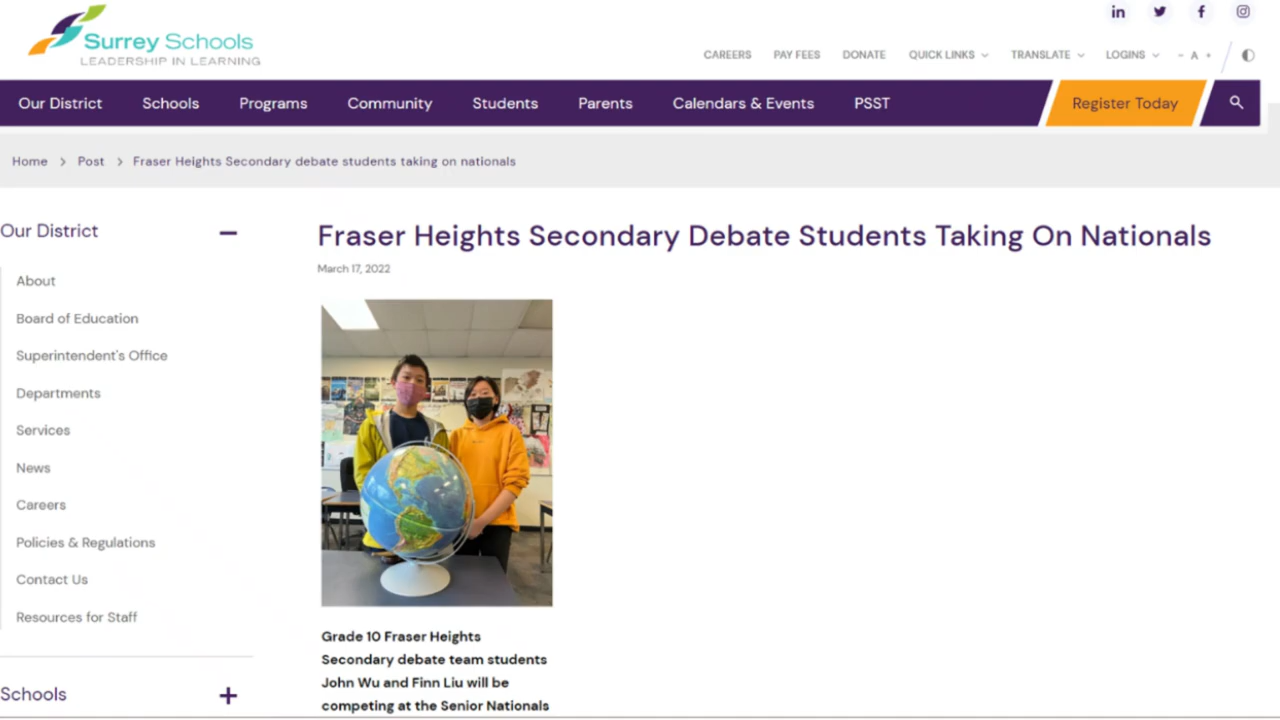 Surrey Schools
LEADERSHIP IN LEARNING
CAREERS PAY FEES DONATE QUICK LINKS TRANSLATE LOGINS - A +
Our District Schools Programs Community Students Parents Calendars & Events PSST Register Today
Home > Post > Fraser Heights Secondary debate students taking on nationals
Our District
About
Board of Education
Superintendent's Office
Departments
Services
News
Careers
Policies & Regulations
Contact Us
Resources for Staff
Schools
Fraser Heights Secondary Debate Students Taking On Nationals
March 17, 2022
Grade 10 Fraser Heights
Secondary debate team students
John Wu and Finn Liu will be
competing at the Senior Nationals